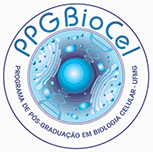 PPGBioCel
PROGRAMA DE PÓS-GRADUAÇÃO EM BIOLOGIA CELULAR - UFMG